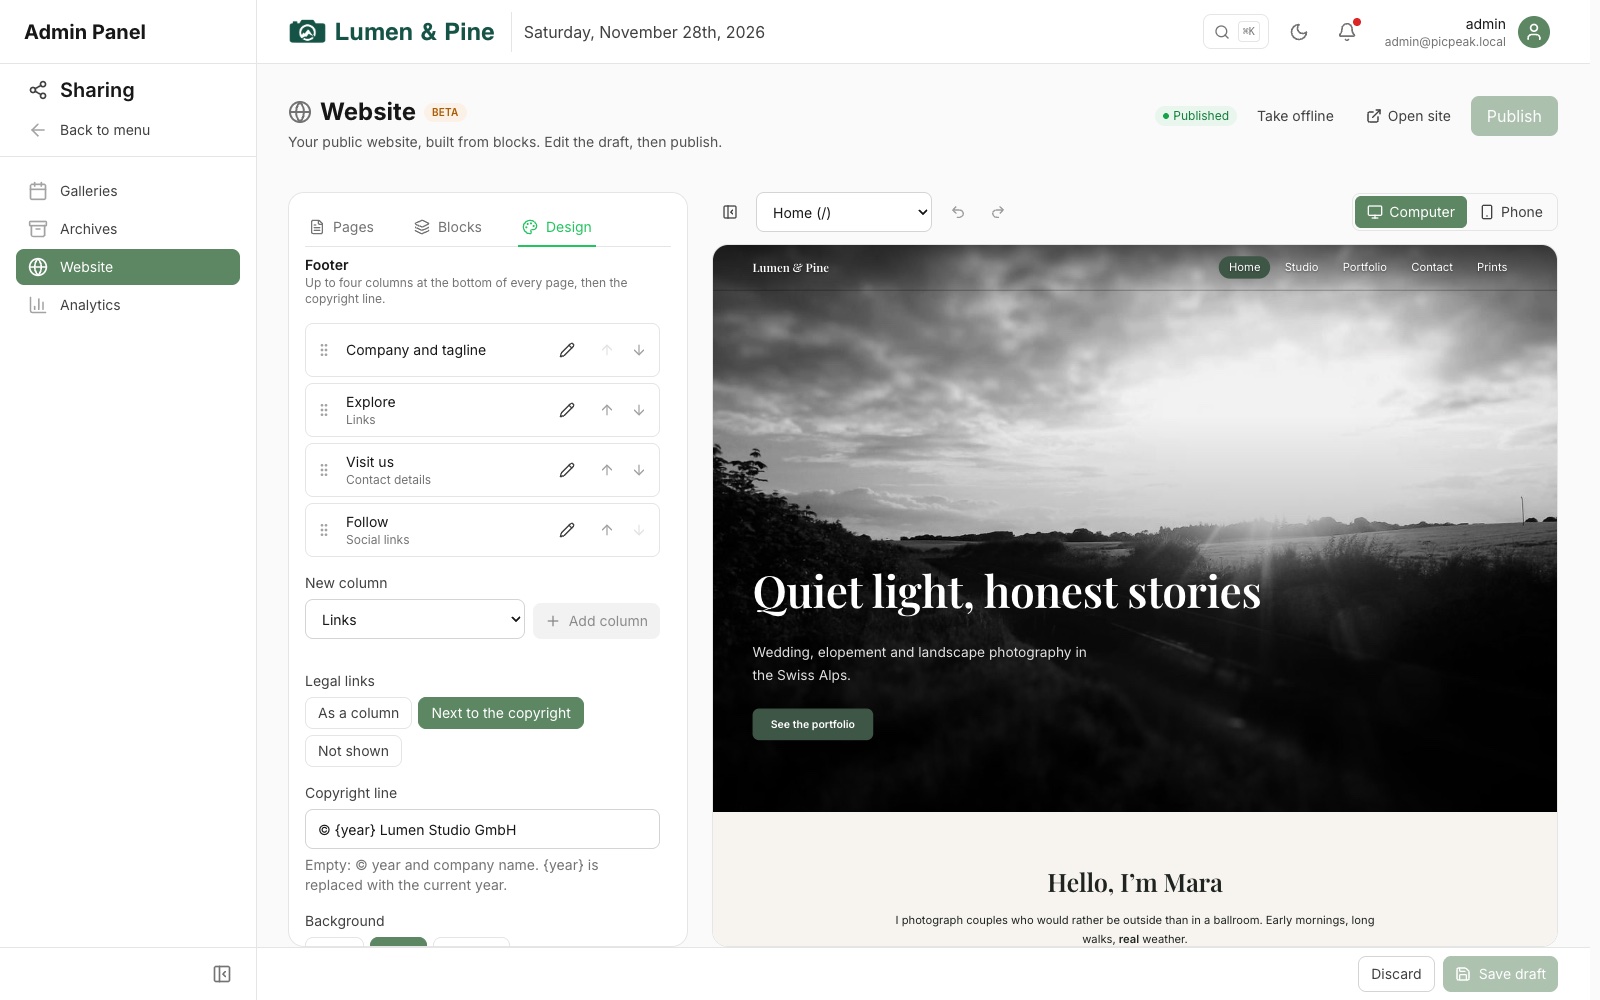 Admin Panel
Lumen & Pine
Saturday, November 28th, 2026
⌘K
admin
admin@picpeak.local
Sharing
Back to menu
Galleries
Archives
Website
Analytics
Website
BETA
Your public website, built from blocks. Edit the draft, then publish.
Published
Take offline
Open site
Publish
Pages
Blocks
Design
Footer
Up to four columns at the bottom of every page, then the
copyright line.
Company and tagline
Explore
Links
Visit us
Contact details
Follow
Social links
New column
Links
Add column
Legal links
As a column
Next to the copyright
Not shown
Copyright line
© {year} Lumen Studio GmbH
Empty: © year and company name. {year} is
replaced with the current year.
Background
Home (/)
Computer
Phone
Lumen & Pine
Home
Studio
Portfolio
Contact
Prints
Quiet light, honest stories
Wedding, elopement and landscape photography in
the Swiss Alps.
See the portfolio
Hello, I’m Mara
I photograph couples who would rather be outside than in a ballroom. Early mornings, long
walks, real weather.
Discard
Save draft